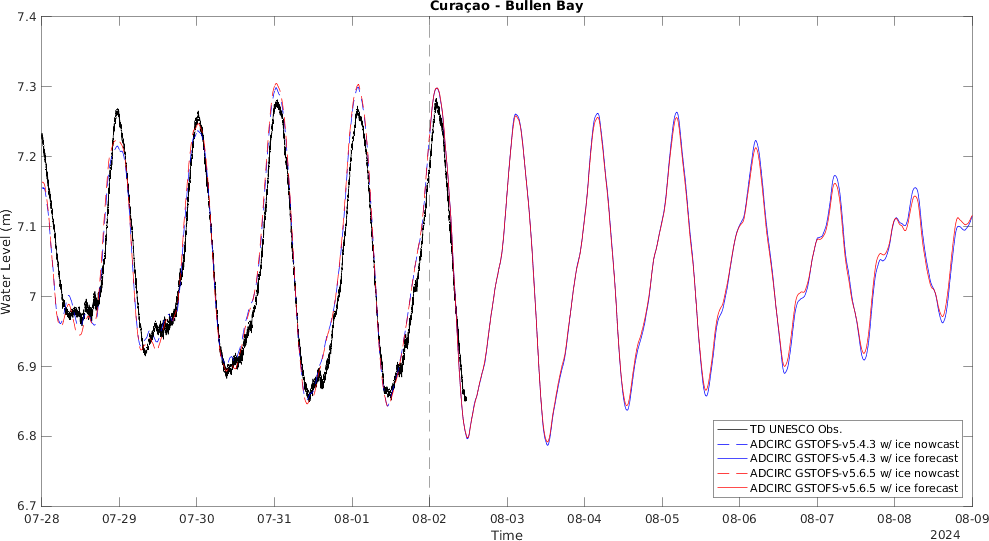 Curaçao - Bullen Bay
7.4
7.3
7.2
7.1
7
6.9
6.8
6.7
Water Level (m)
07-28 07-29 07-30 07-31 08-01 08-02 08-03 08-04 08-05 08-06 08-07 08-08 08-09
Time
2024
TD UNESCO Obs.
ADCIRC GSTOFS-v5.4.3 w/ ice nowcast
ADCIRC GSTOFS-v5.4.3 w/ ice forecast
ADCIRC GSTOFS-v5.6.5 w/ ice nowcast
ADCIRC GSTOFS-v5.6.5 w/ ice forecast